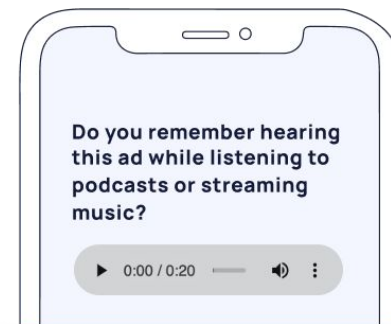 Do you remember hearing
this ad while listening to
podcasts or streaming
music?
0:00 / 0:20